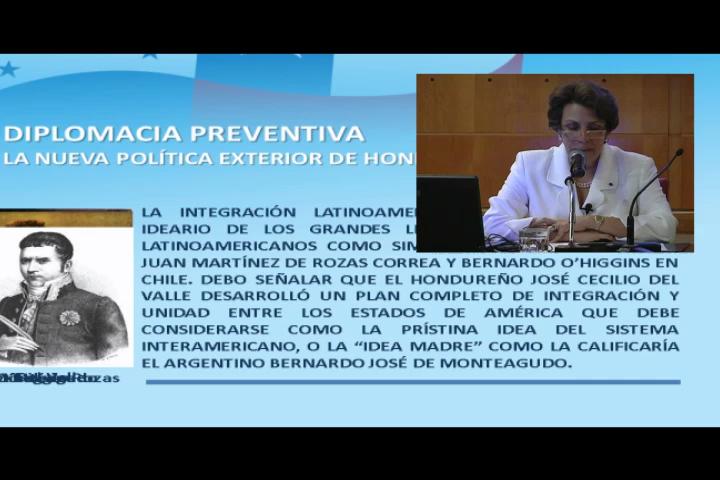 DIPLOMACIA PREVENTIVA
LA NUEVA POLÍTICA EXTERIOR DE
LA INTEGRACIÓN
IDEARIO DE LOS GRANDES
LATINOAMERICANOS COMO
JUAN MARTÍNEZ DE ROZAS CORREA Y BERNARDO O'HIGGINS EN
CHILE. DEBO SEÑALAR QUE EL HONDUREÑO JOSÉ CECILIO DEL
VALLE DESARROLLÓ UN PLAN COMPLETO DE INTEGRACIÓN Y
UNIDAD ENTRE LOS ESTADOS DE AMÉRICA QUE DEBE
CONSIDERARSE COMO LA PRÍSTINA IDEA DEL SISTEMA
INTERAMERICANO, O LA “IDEA MADRE” COMO LA CALIFICARÍA
EL ARGENTINO BERNARDO JOSÉ DE MONTEAGUDO.